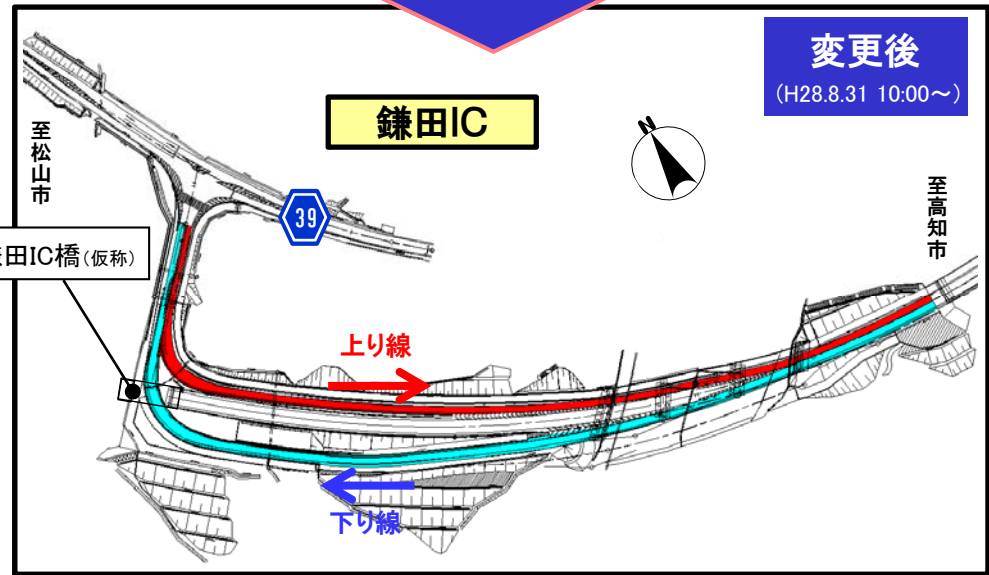 変更後
(H28.8.31 10:00～)
鎌田IC
N
至松山市
至高知市
39
鎌田IC橋(仮称)
上り線
下り線